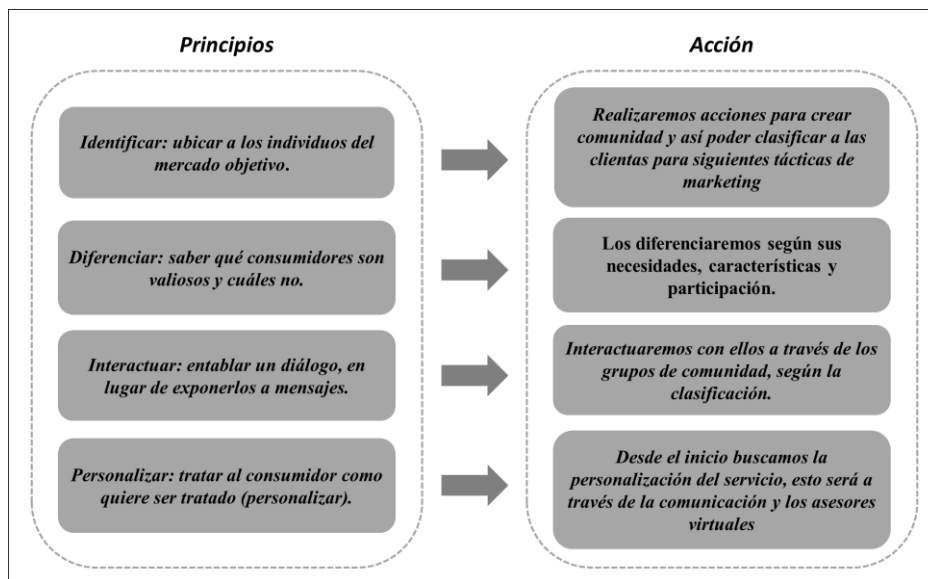 Principios
Acción
Identificar: ubicar a los individuos del
mercado objetivo.
Realizaremos acciones para crear
comunidad y así poder clasificar a las
clientas para siguientes tácticas de
marketing
Diferenciar: saber qué consumidores son
valiosos y cuáles no.
Los diferenciaremos según sus
necesidades, características y
participación.
Interactuar: entablar un diálogo, en
lugar de exponerlos a mensajes.
Interactuaremos con ellos a través de los
grupos de comunidad, según la
clasificación.
Personalizar: tratar al consumidor como
quiere ser tratado (personalizar).
Desde el inicio buscamos la
personalización del servicio, esto será a
través de la comunicación y los asesores
virtuales